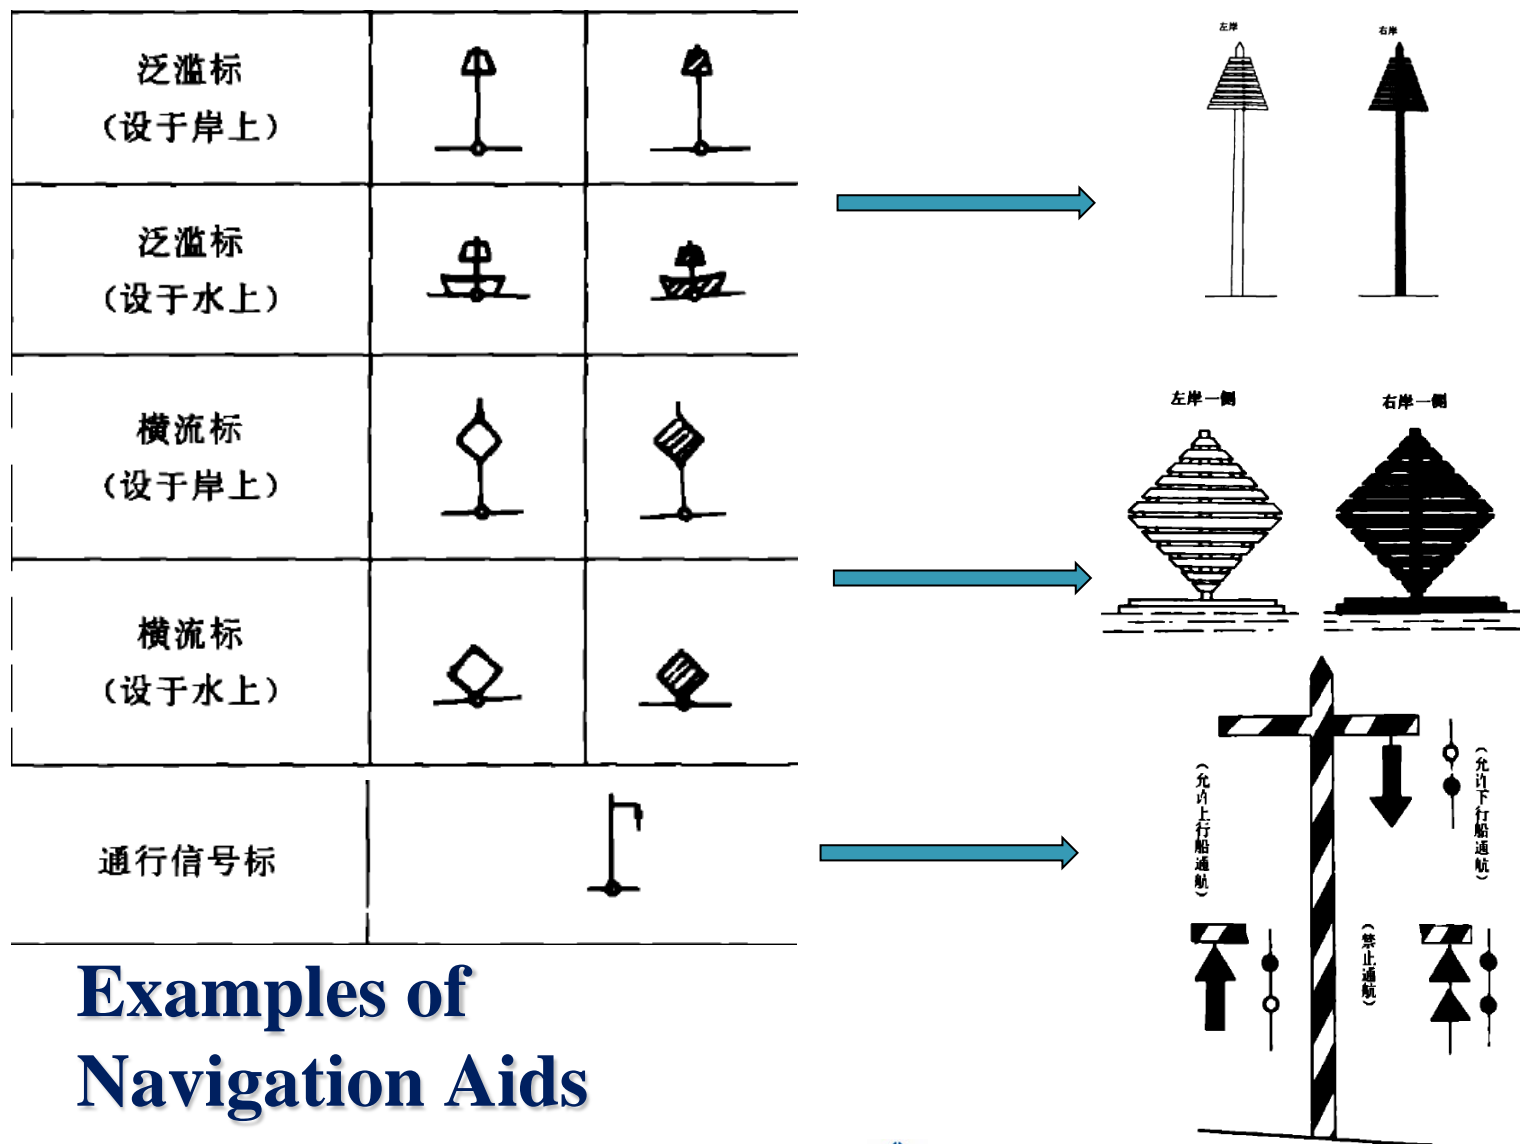 泛滥标
（设于岸上）
泛滥标
（设于水上）
横流标
（设于岸上）
横流标
（设于水上）
通行信号标
左岸
右岸
左岸一侧
右岸一侧
（允许上行船通航）
（允许下行船通航）
（禁止通航）
Examples of
Navigation Aids